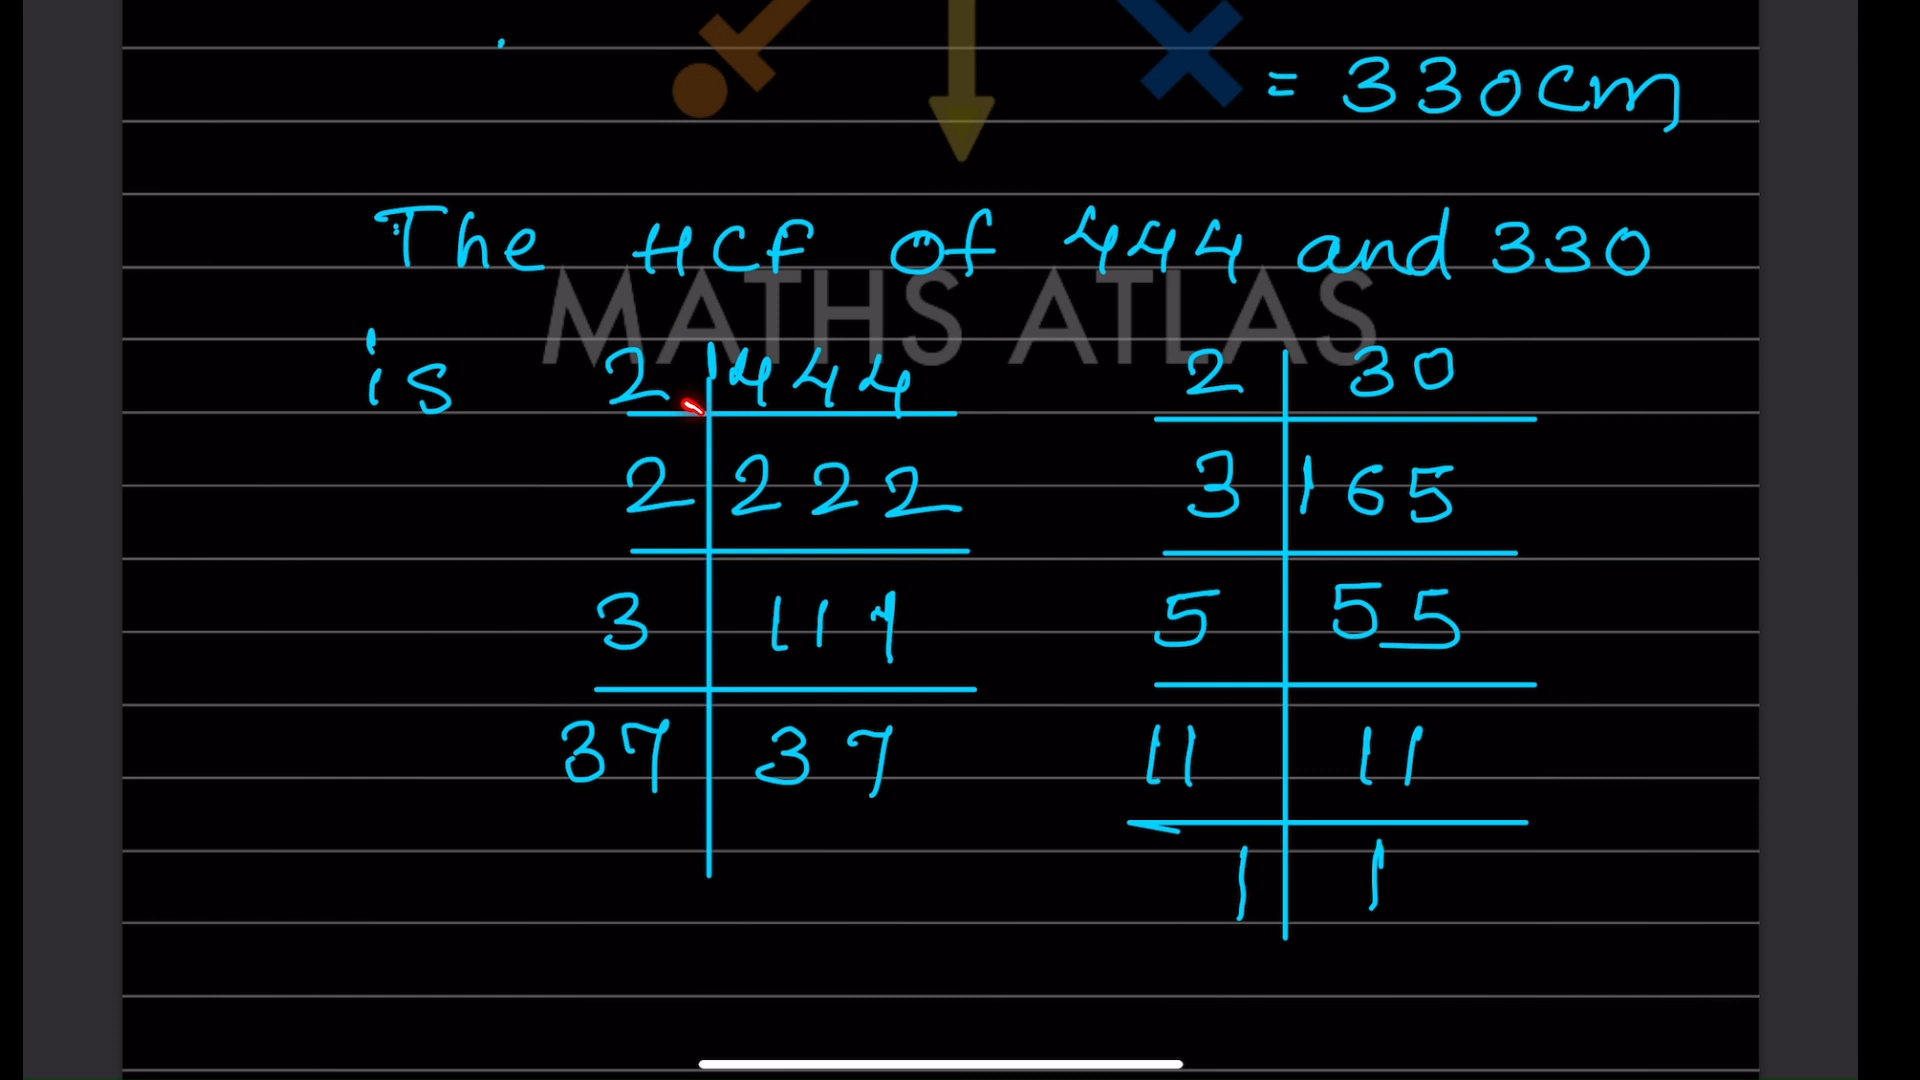 = 330cm
The HCF of 444 and 330
MATHS ATLAS
is 2 444 2 30
2 222 3 165
3 111 5 55
37 37 11 11
1 1